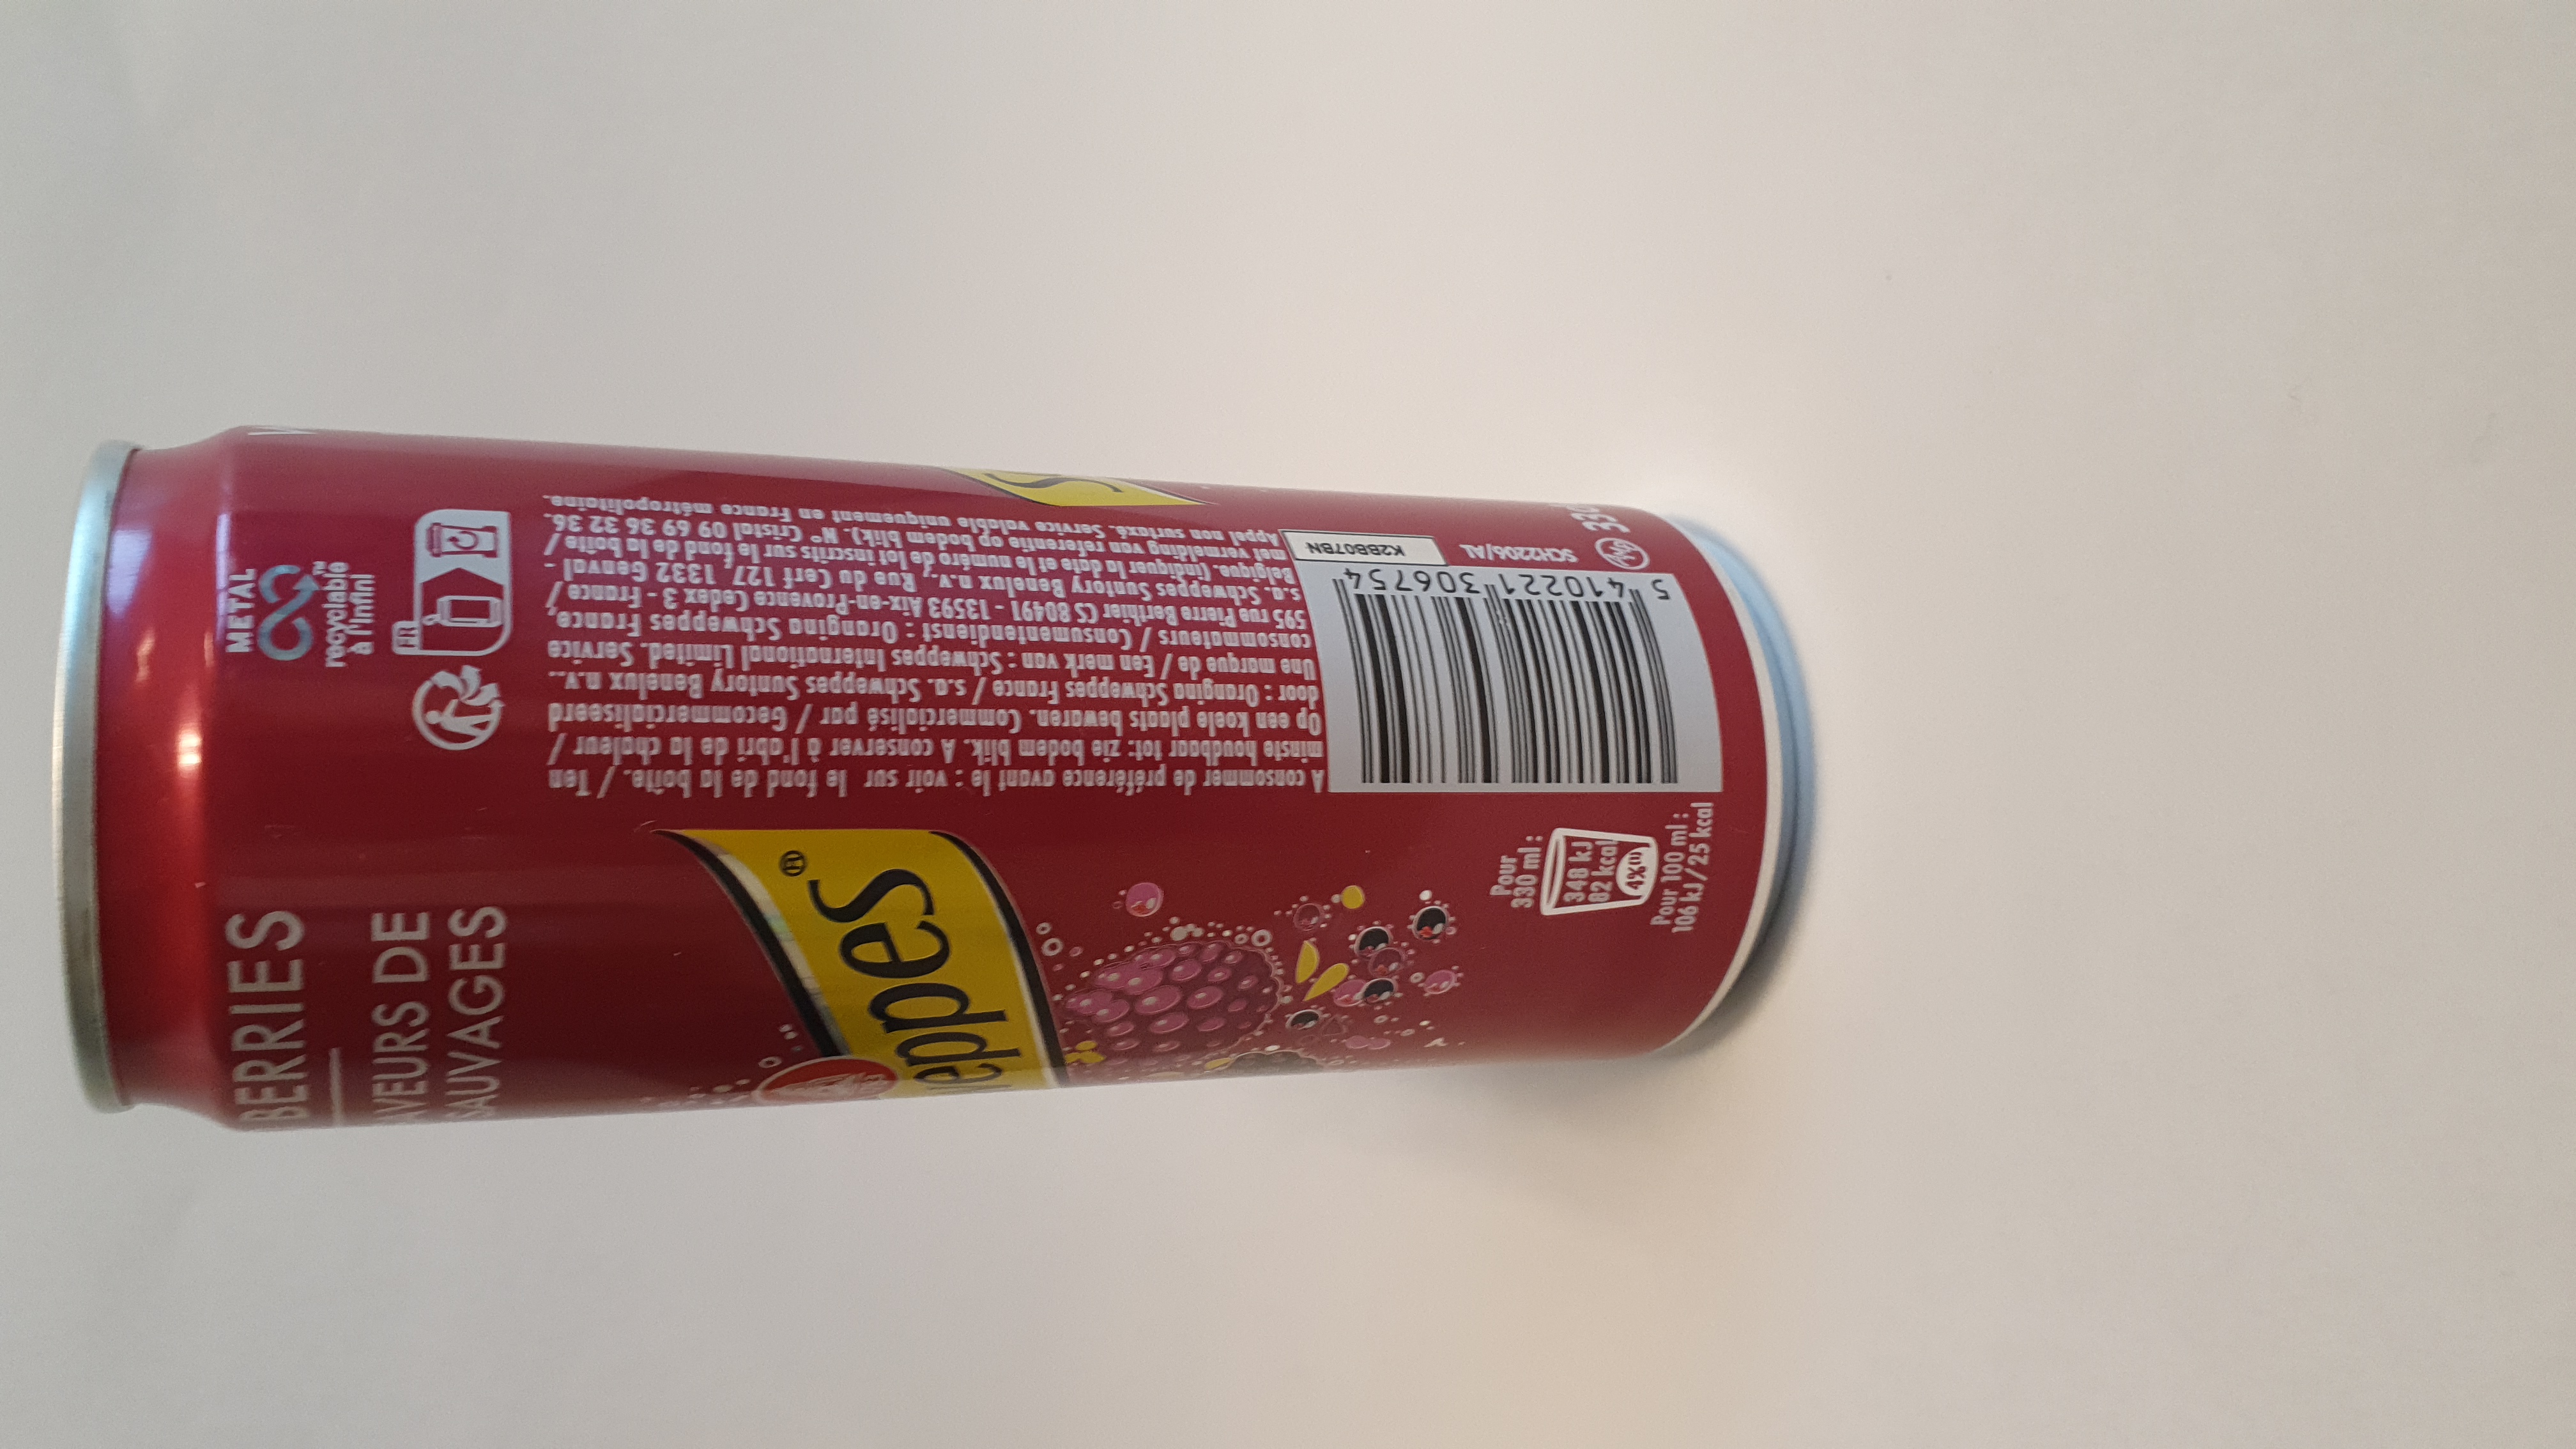 BERRIES
AVEURS DE
SAUVAGES
eppes®
METAL
recyclable™
à l'infini
FR
A consommer de préférence avant le : voir sur le fond de la boîte. / Ten
minste houdbaar tot: zie bodem blik. A conserver à l'abri de la chaleur /
Op een koele plaats bewaren. Commercialisé par / Gecommercialiseerd
door : Orangina Schweppes France / s.a. Schweppes Suntory Benelux n.v..
Une marque de / Een merk van : Schweppes International Limited. Service
consommateurs / Consumentendienst : Orangina Schweppes France,
595 rue Pierre Berthier CS 80491 - 13593 Aix-en-Provence Cedex 3 - France /
s.a. Schweppes Suntory Benelux n.v., Rue du Cerf 127, 1332 Genval -
Belgique. (indiquer la date et le numéro de lot inscrits sur le fond de la boîte /
met vermelding van referentie op bodem blik). N° Cristal 09 69 36 32 36.
Appel non surtaxé. Service valable uniquement en France métropolitaine.
5 410221 306754
K2BB07BN
SCHY2206/AL
33c
Pour
330 ml :
348 kJ
82 kcal
4%(1)
Pour 100 ml :
106 kJ / 25 kcal
S